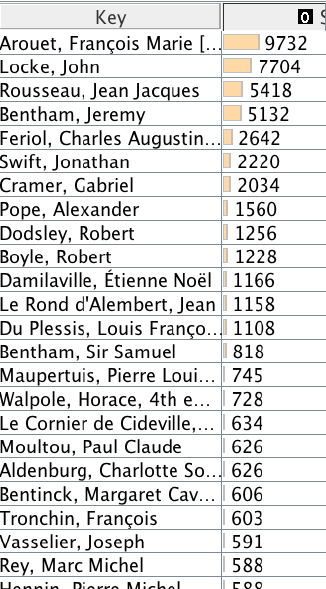 Key 0 S
Arouet, François Marie [... 9732
Locke, John 7704
Rousseau, Jean Jacques 5418
Bentham, Jeremy 5132
Feriol, Charles Augustin... 2642
Swift, Jonathan 2220
Cramer, Gabriel 2034
Pope, Alexander 1560
Dodsley, Robert 1256
Boyle, Robert 1228
Damilaville, Étienne Noël 1166
Le Rond d'Alembert, Jean 1158
Du Plessis, Louis Franço... 1108
Bentham, Sir Samuel 818
Maupertuis, Pierre Loui... 745
Walpole, Horace, 4th e... 728
Le Cornier de Cideville,... 634
Moultou, Paul Claude 626
Aldenburg, Charlotte So... 626
Bentinck, Margaret Cav... 606
Tronchin, François 603
Vasselier, Joseph 591
Rey, Marc Michel 588
Hennin, Pierre Michel 588